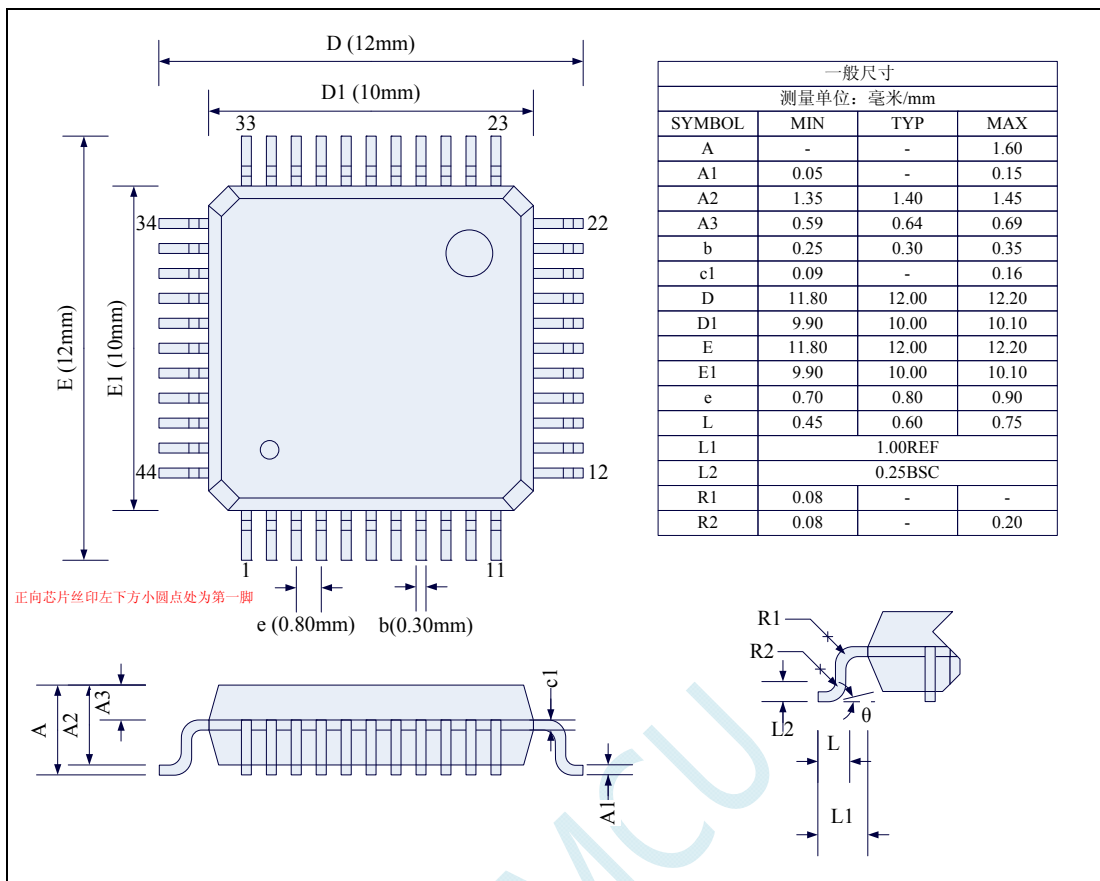 D (12mm)
D1 (10mm)
33
23
34
22
E (12mm)
E1 (10mm)
44
12
1
11
正向芯片丝印左下方小圆点处为第一脚
e (0.80mm)
b(0.30mm)
一般尺寸
测量单位：毫米/mm
SYMBOL MIN TYP MAX
A - - 1.60
A1 0.05 - 0.15
A2 1.35 1.40 1.45
A3 0.59 0.64 0.69
b 0.25 0.30 0.35
c1 0.09 - 0.16
D 11.80 12.00 12.20
D1 9.90 10.00 10.10
E 11.80 12.00 12.20
E1 9.90 10.00 10.10
e 0.70 0.80 0.90
L 0.45 0.60 0.75
L1 1.00REF
L2 0.25BSC
R1 0.08 - -
R2 0.08 - 0.20
A
A2
A3
c1
A1
R1
R2
L2
θ
L
L1
MCU